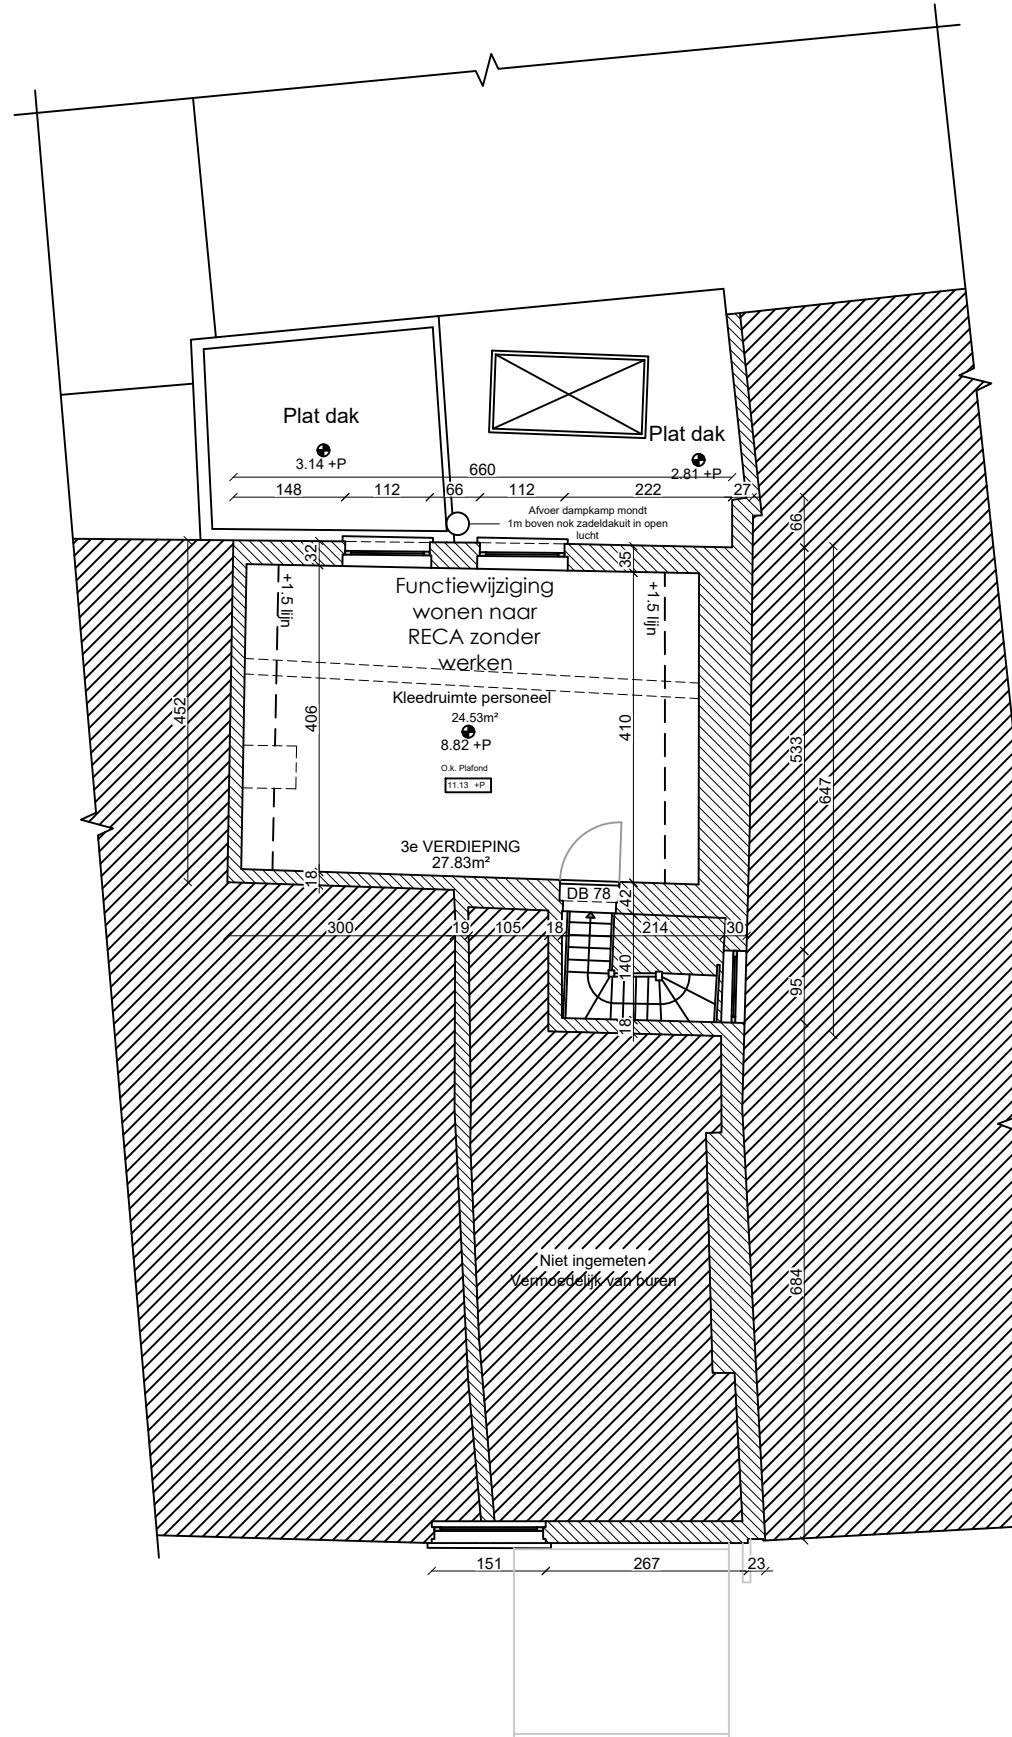 Plat dak
3.14 +P
Plat dak
2.81 +P
660
148
112
66
112
222
27
Afvoer dampkamp mondt
1m boven nok zadeldakuit in open
lucht
66
32
35
+1.5 lijn
+1.5 lijn
Functiewijziging
wonen naar
RECA zonder
werken
Kleedruimte personeel
24.53m²
8.82 +P
O.k. Plafond
11.13 +P
452
406
410
533
647
3e VERDIEPING
27.83m²
18
42
DB 78
300
19
105
18
214
30
140
95
18
Niet ingemeten
Vermoedelijk van buren
684
151
267
23